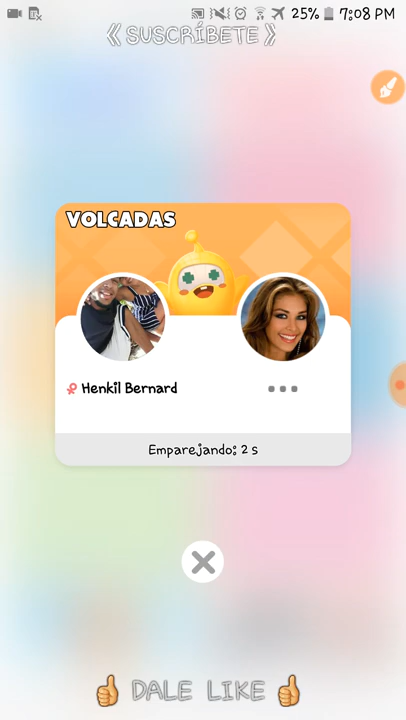 25% 7:08 PM
《 SUSCRÍBETE 》
VOLCADAS
Henkil Bernard
Emparejando: 2 s
DALE LIKE